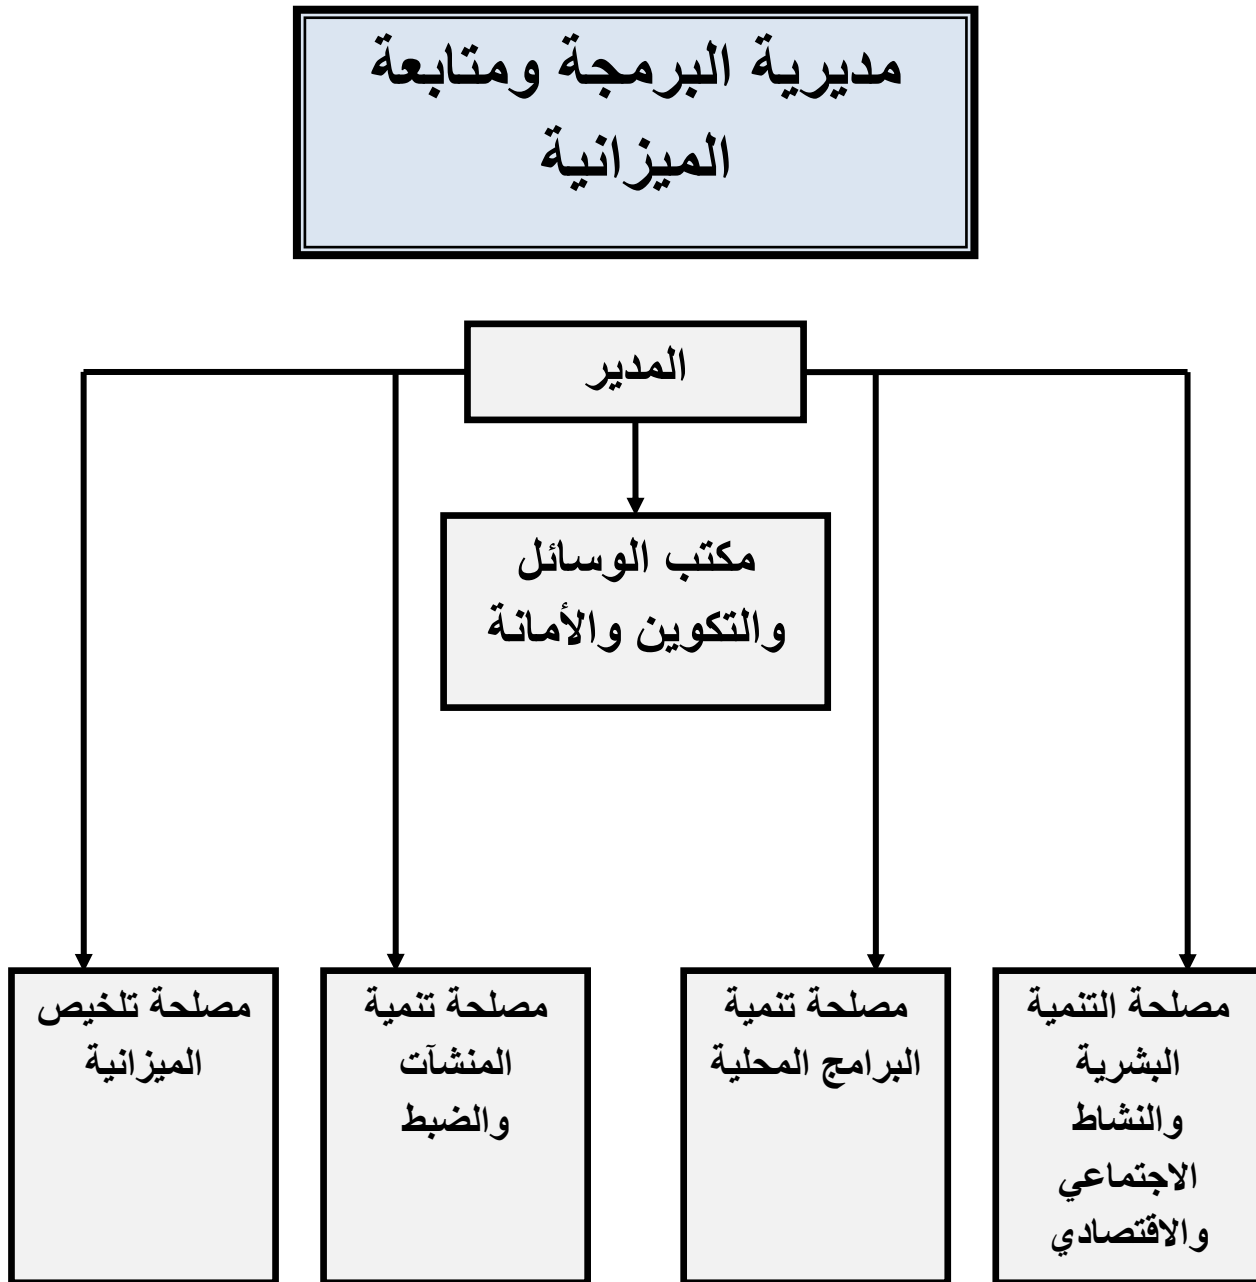 مديرية البرمجة ومتابعة
الميزانية
المدير
مكتب الوسائل
والتكوين والأمانة
مصلحة التنمية
البشرية
والنشاط
الاجتماعي
والاقتصادي
مصلحة تنمية
البرامج المحلية
مصلحة تنمية
المنشآت
والضبط
مصلحة تلخيص
الميزانية